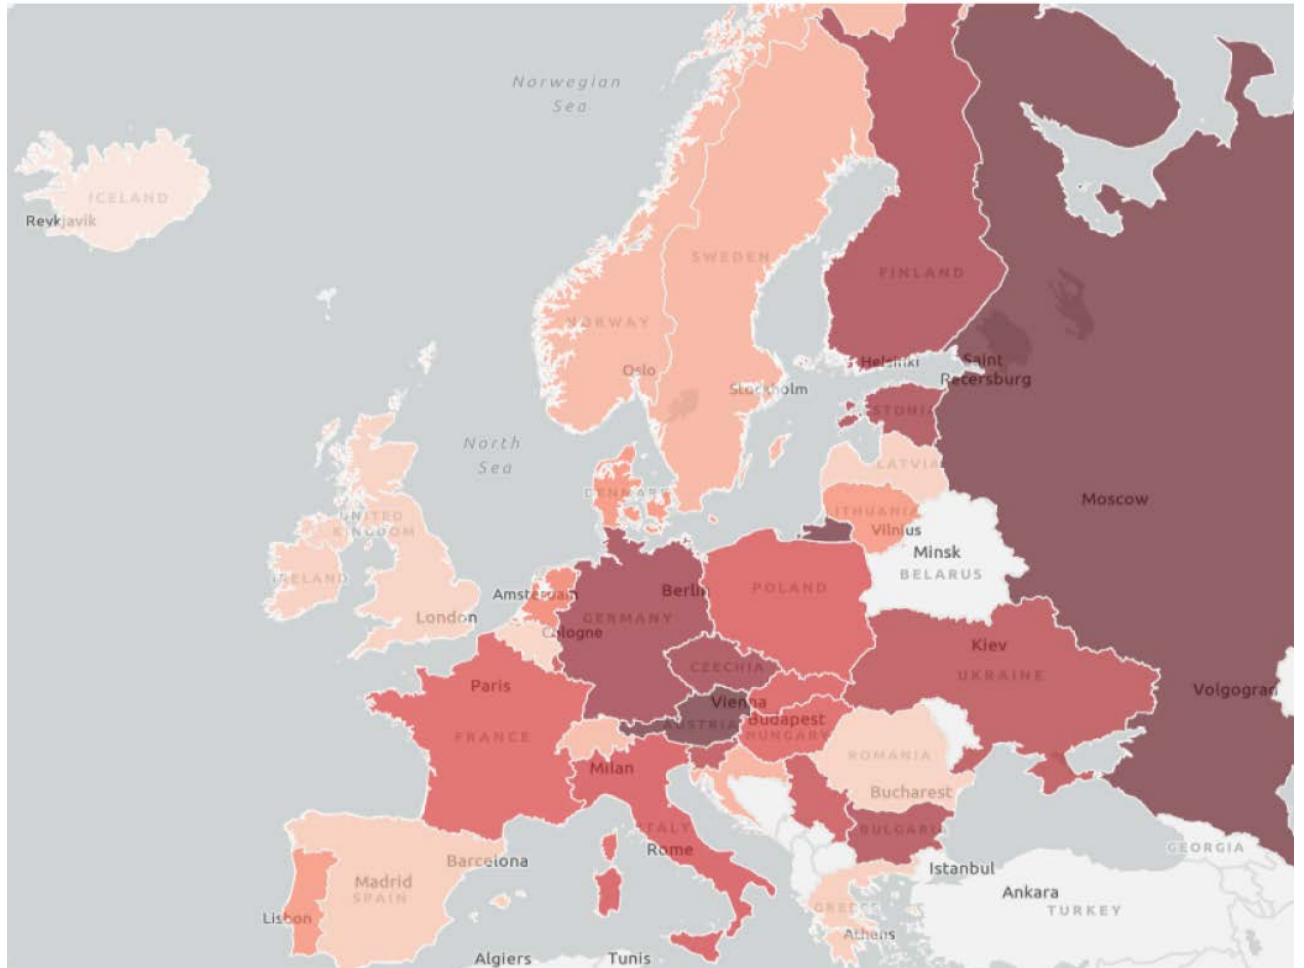 Norwegian
Sea
ICELAND
Reykjavik
SWEDEN
FINLAND
NORWAY
Oslo
Helsinki
Saint
Petersburg
Stockholm
ESTONIA
North
Sea
LATVIA
DENMARK
LITHUANIA
Vilnius
Moscow
UNITED
KINGDOM
Minsk
BELARUS
IRELAND
Amsterdam
Berlin
POLAND
London
GERMANY
Cologne
Kiev
UKRAINE
CZECHIA
Paris
Vienna
Volgograd
AUSTRIA
Budapest
HUNGARY
FRANCE
ROMANIA
Milan
Bucharest
ITALY
BULGARIA
Rome
GEORGIA
Barcelona
Istanbul
Madrid
SPAIN
Ankara
TURKEY
Lisbon
GREECE
Athens
Algiers
Tunis